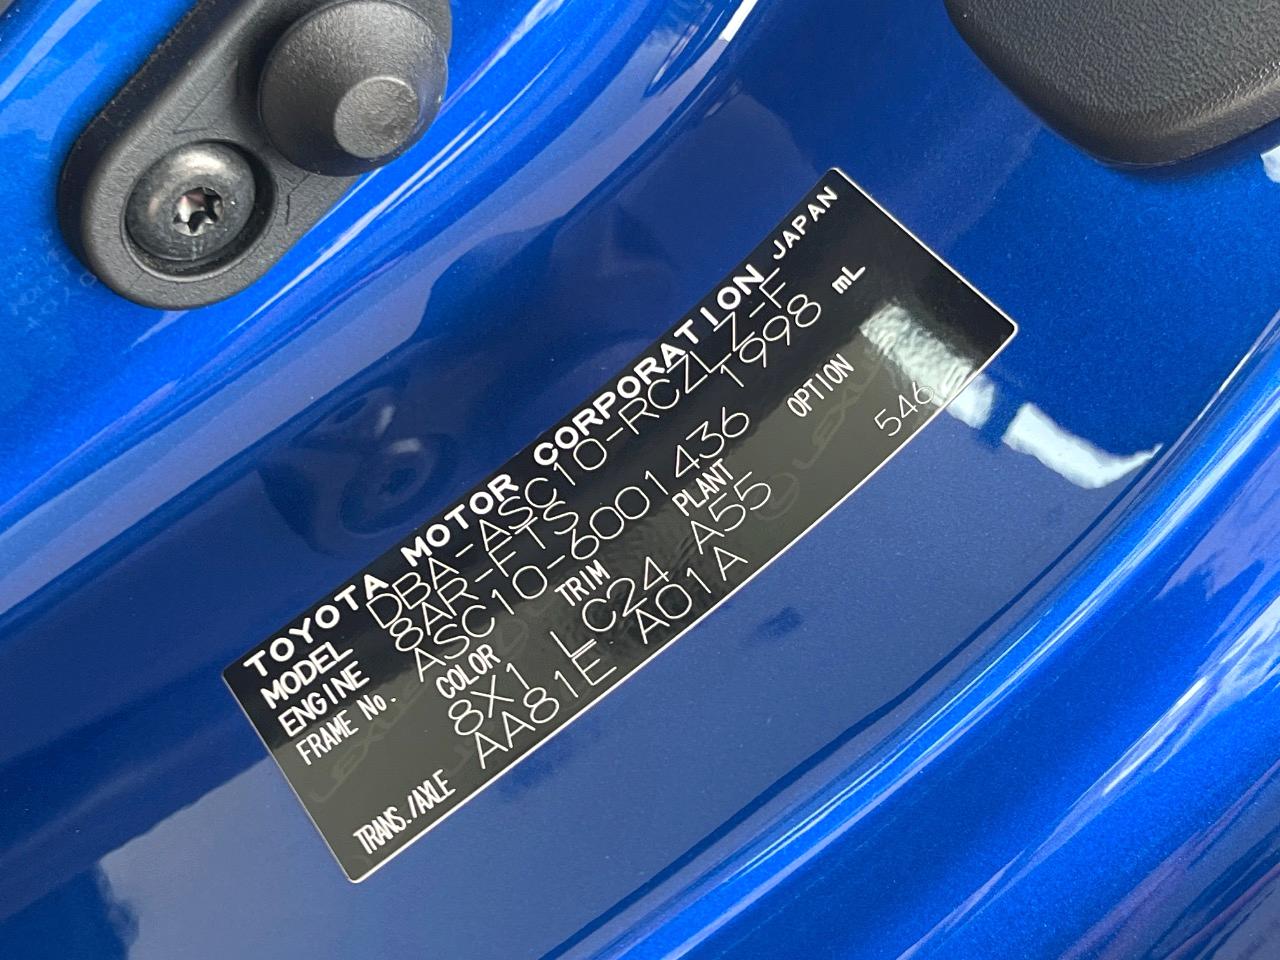 TOYOTA MOTOR CORPORATION JAPAN
MODEL DBA-ASC10-RCZLZ-F
ENGINE 8AR-FTS 1998 mL
FRAME No. ASC10-6001436
COLOR TRIM PLANT OPTION
8X1 LC24 A55 546
TRANS./AXLE AA81E A01A